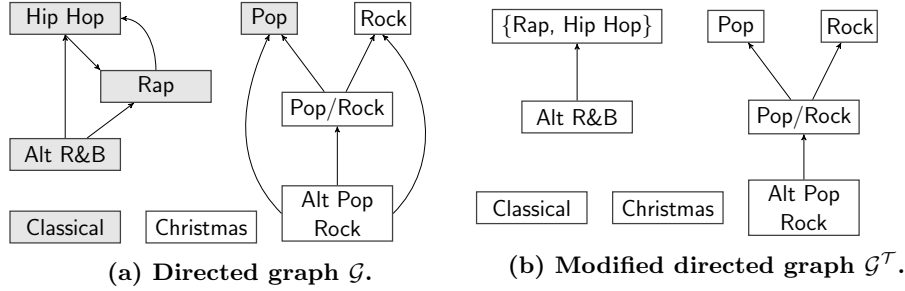 Hip Hop
Rap
Alt R&B
Classical
Christmas
Pop
Rock
Pop/Rock
Alt Pop
Rock
(a) Directed graph 𝒢.
{Rap, Hip Hop}
Alt R&B
Classical
Christmas
Pop
Rock
Pop/Rock
Alt Pop
Rock
(b) Modified directed graph 𝒢^𝒯.